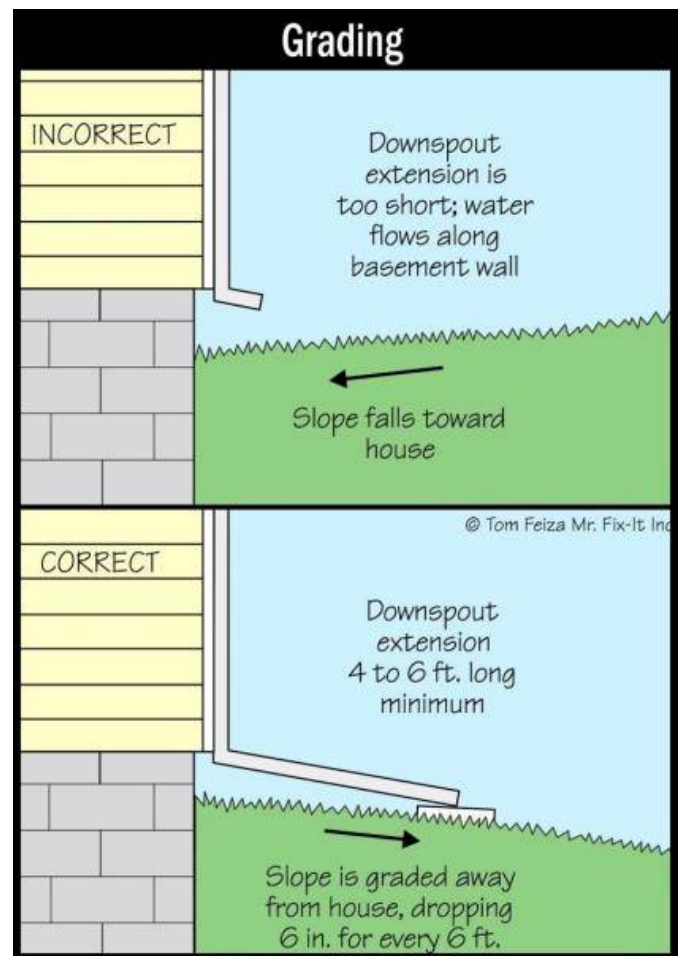 Grading
INCORRECT
Downspout
extension is
too short; water
flows along
basement wall
Slope falls toward
house
© Tom Feiza Mr. Fix-It Inc
CORRECT
Downspout
extension
4 to 6 ft. long
minimum
Slope is graded away
from house, dropping
6 in. for every 6 ft.